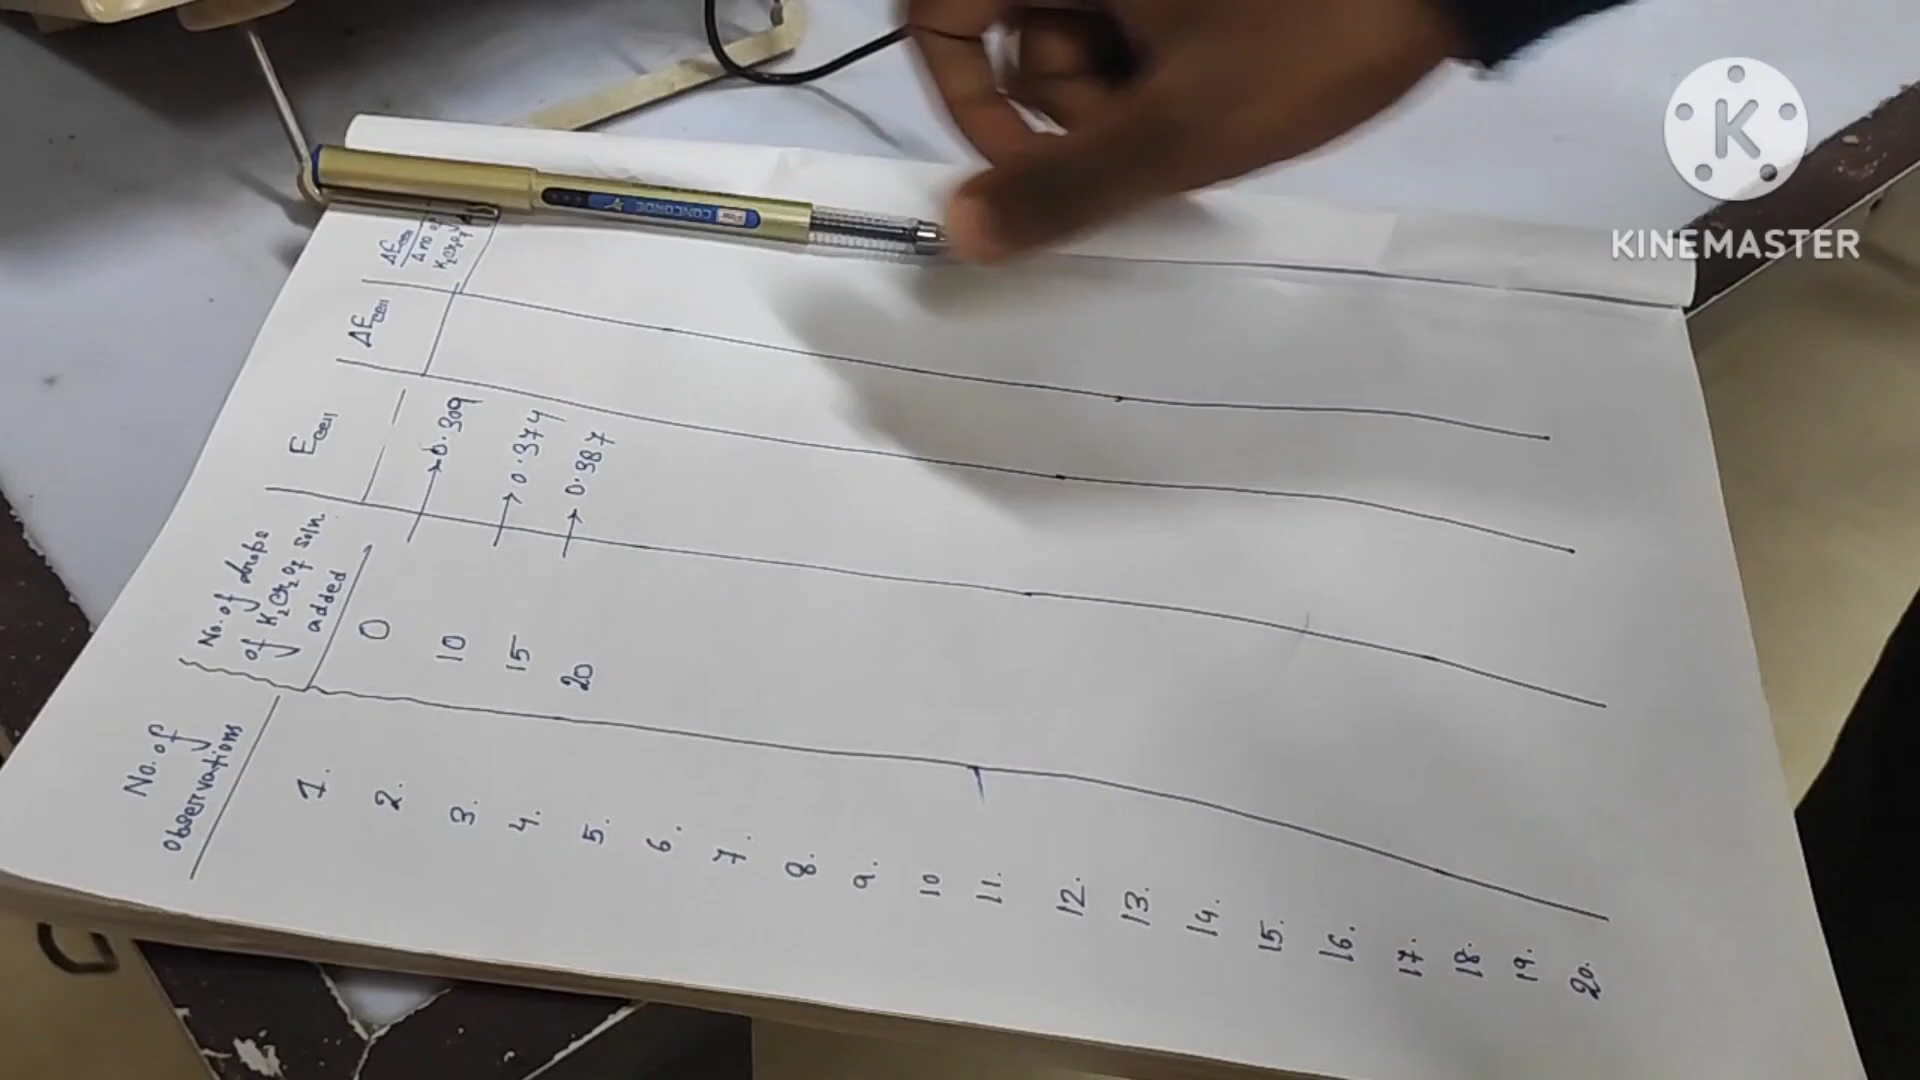 No. of
observations
No. of drops
of K₂Cr₂O₇ soln.
added
Ecell
ΔEcell
ΔEcell
Δ no of
K₂Cr₂O₇
1. 0 → 0.309
2. 10 → 0.374
3. 15 → 0.387
4. 20
5.
6.
7.
8.
9.
10
11.
12.
13.
14.
15.
16.
17.
18.
19.
20.
CONCORDE
K
KINEMASTER